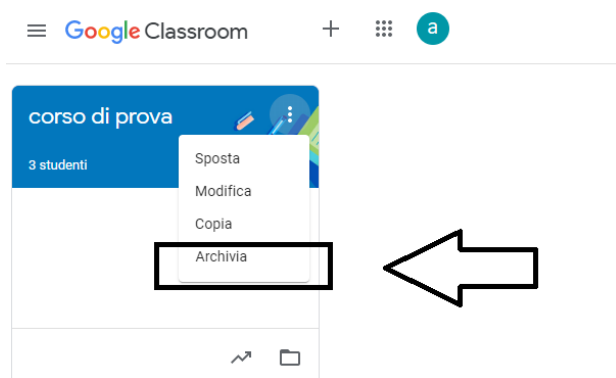 Google Classroom
a
corso di prova
3 studenti
Sposta
Modifica
Copia
Archivia